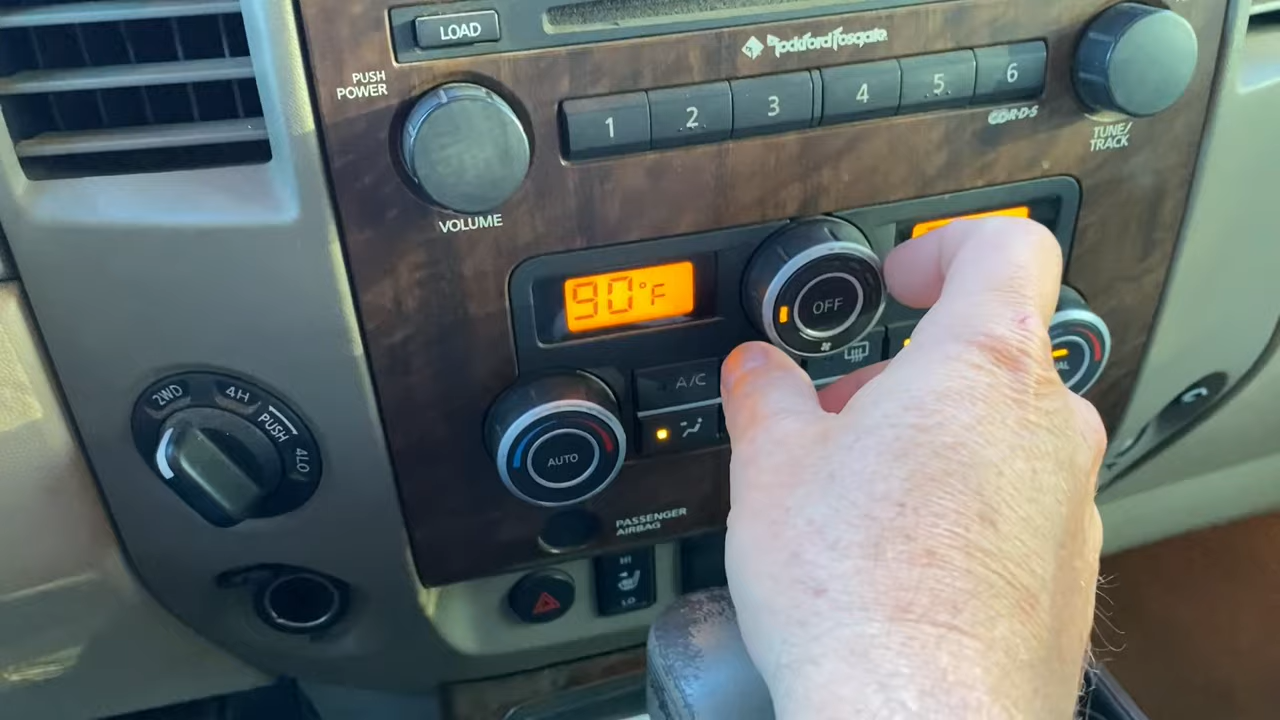 LOAD
Rockford Fosgate
PUSH
POWER
1 2 3 4 5 6
VOLUME
TUNE/
TRACK
90°F
OFF
2WD
4H
PUSH
4LO
A/C
AUTO
PASSENGER
AIRBAG
HI
LO